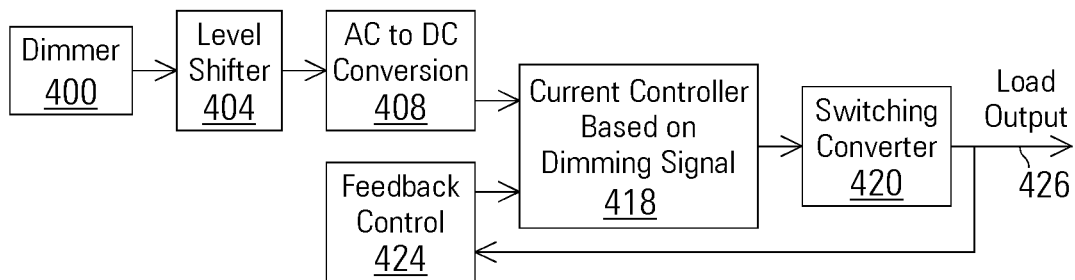 Dimmer
400
Level
Shifter
404
AC to DC
Conversion
408
Current Controller
Based on
Dimming Signal
418
Switching
Converter
420
Load
Output
426
Feedback
Control
424